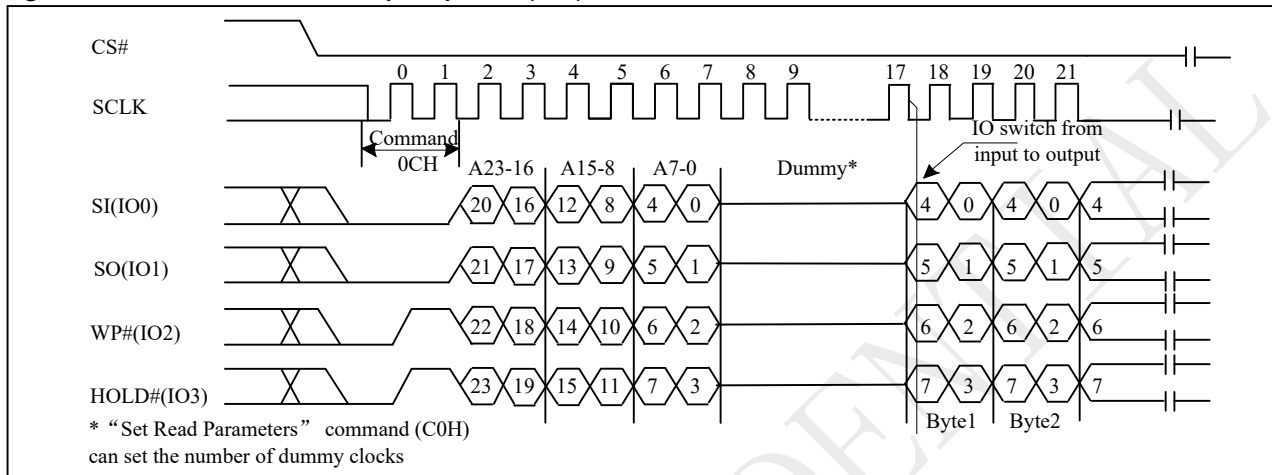 CS#
0 1 2 3 4 5 6 7 8 9 17 18 19 20 21
SCLK
Command
0CH
IO switch from
input to output
A23-16 A15-8 A7-0 Dummy*
SI(IO0) 20 16 12 8 4 0 4 0 4 0 4
SO(IO1) 21 17 13 9 5 1 5 1 5 1 5
WP#(IO2) 22 18 14 10 6 2 6 2 6 2 6
HOLD#(IO3) 23 19 15 11 7 3 7 3 7 3 7
Byte1 Byte2
* “Set Read Parameters” command (C0H)
can set the number of dummy clocks